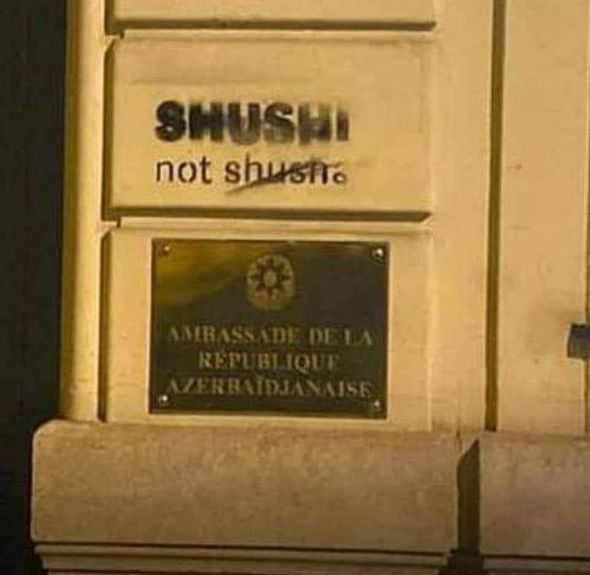 SHUSHI
not shusha
AMBASSADE DE LA
RÉPUBLIQUE
AZERBAÏDJANAISE